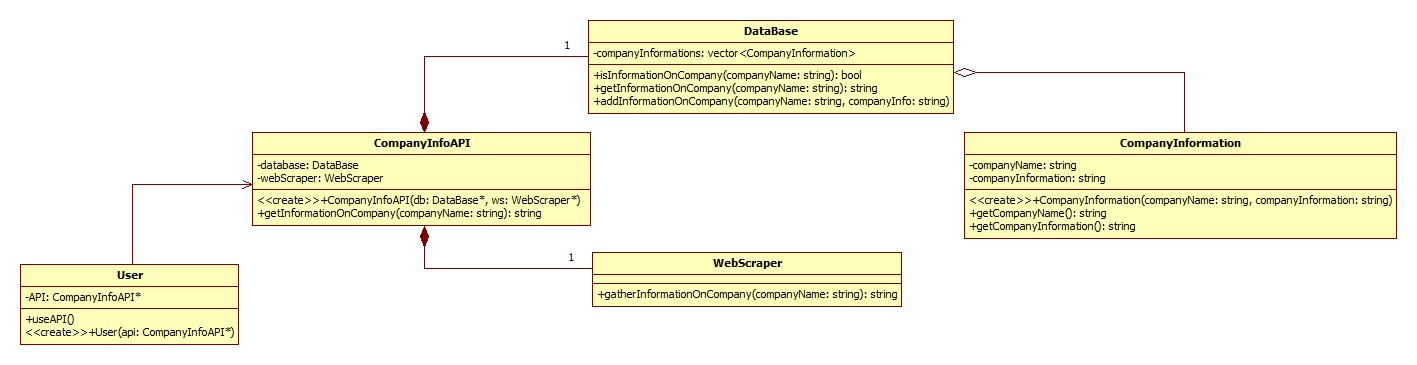 DataBase
-companyInformations: vector<CompanyInformation>
+isInformationOnCompany(companyName: string): bool
+getInformationOnCompany(companyName: string): string
+addInformationOnCompany(companyName: string, companyInfo: string)
1
CompanyInfoAPI
-database: DataBase
-webScraper: WebScraper
<<create>>+CompanyInfoAPI(db: DataBase*, ws: WebScraper*)
+getInformationOnCompany(companyName: string): string
CompanyInformation
-companyName: string
-companyInformation: string
<<create>>+CompanyInformation(companyName: string, companyInformation: string)
+getCompanyName(): string
+getCompanyInformation(): string
1
WebScraper
+gatherInformationOnCompany(companyName: string): string
User
-API: CompanyInfoAPI*
+useAPI()
<<create>>+User(api: CompanyInfoAPI*)